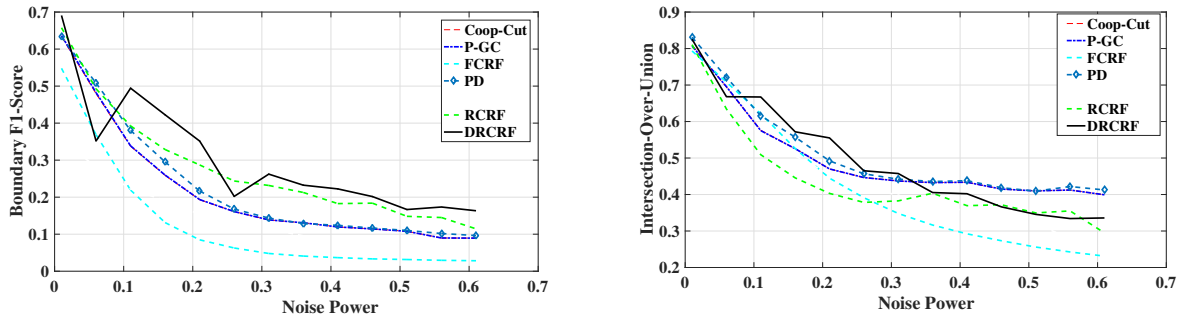 Boundary F1-Score
0.7
0.6
0.5
0.4
0.3
0.2
0.1
0
0 0.1 0.2 0.3 0.4 0.5 0.6 0.7
Noise Power
Coop-Cut
P-GC
FCRF
PD
RCRF
DRCRF
Intersection-Over-Union
0.9
0.8
0.7
0.6
0.5
0.4
0.3
0.2
0 0.1 0.2 0.3 0.4 0.5 0.6 0.7
Noise Power
Coop-Cut
P-GC
FCRF
PD
RCRF
DRCRF